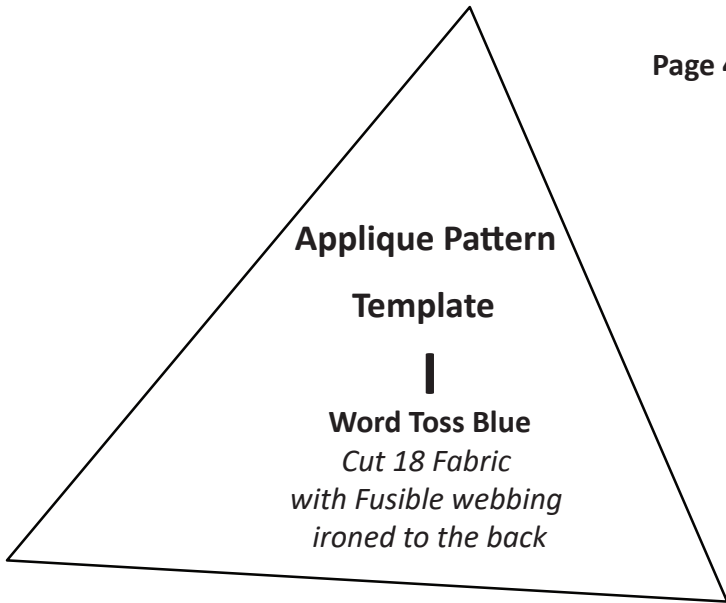 Page 4
Applique Pattern
Template
I
Word Toss Blue
Cut 18 Fabric
with Fusible webbing
ironed to the back